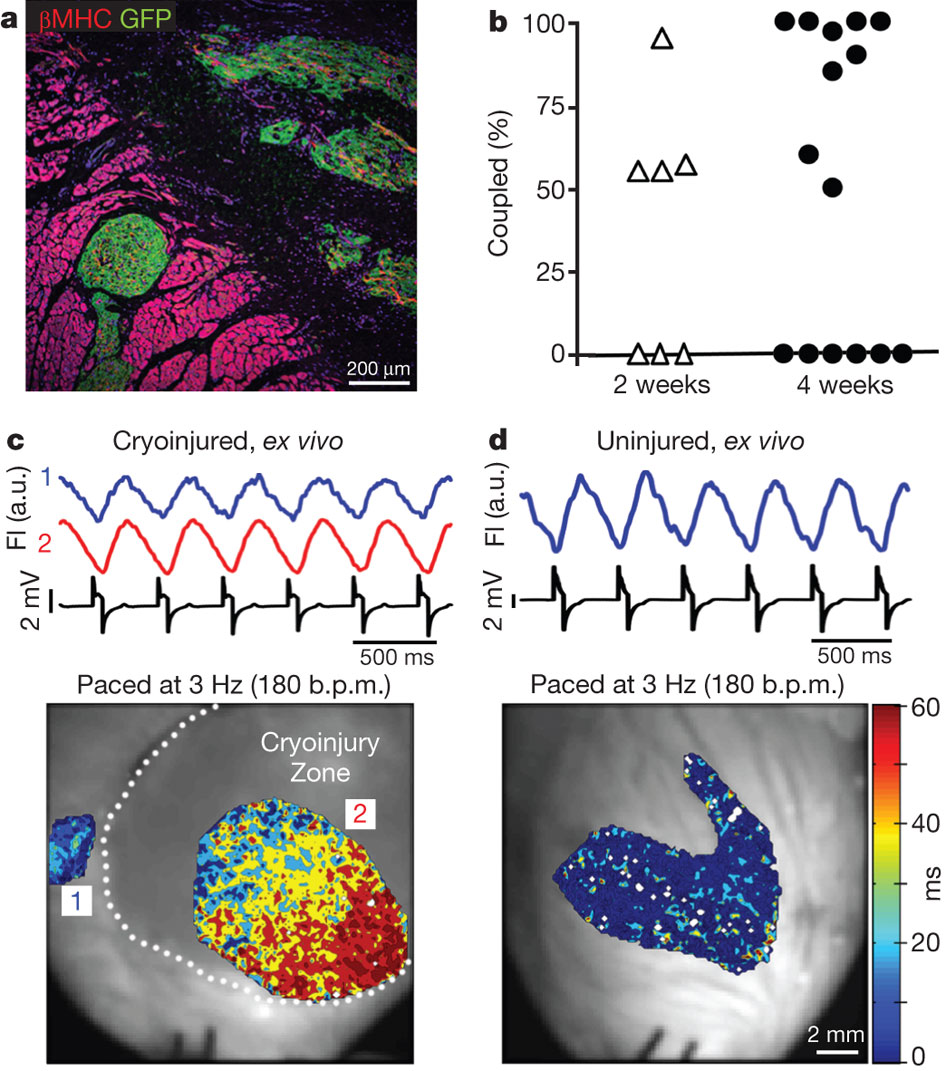 a
βMHC GFP
200 μm
b
Coupled (%)
100
75
50
25
0
2 weeks
4 weeks
c
Cryoinjured, ex vivo
FI (a.u.)
1
2
2 mV
500 ms
Paced at 3 Hz (180 b.p.m.)
Cryoinjury
Zone
2
1
d
Uninjured, ex vivo
FI (a.u.)
2 mV
500 ms
Paced at 3 Hz (180 b.p.m.)
2 mm
60
40
ms
20
0